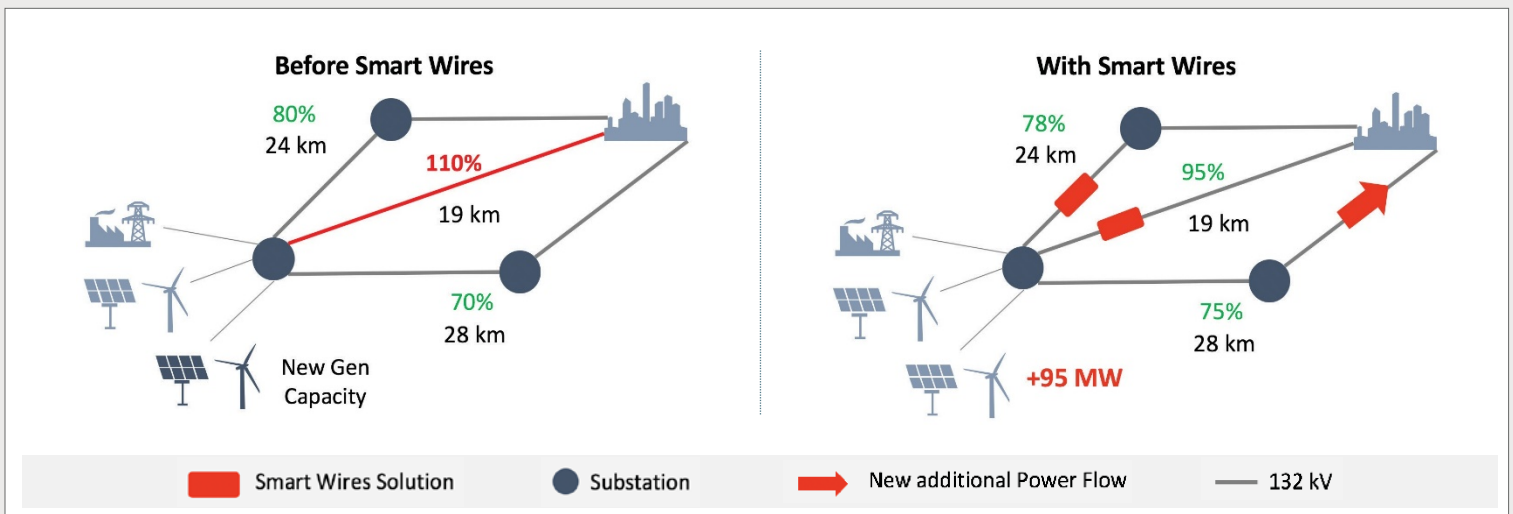 Before Smart Wires
80%
24 km
110%
19 km
70%
28 km
New Gen
Capacity
With Smart Wires
78%
24 km
95%
19 km
75%
28 km
+95 MW
Smart Wires Solution
Substation
New additional Power Flow
132 kV